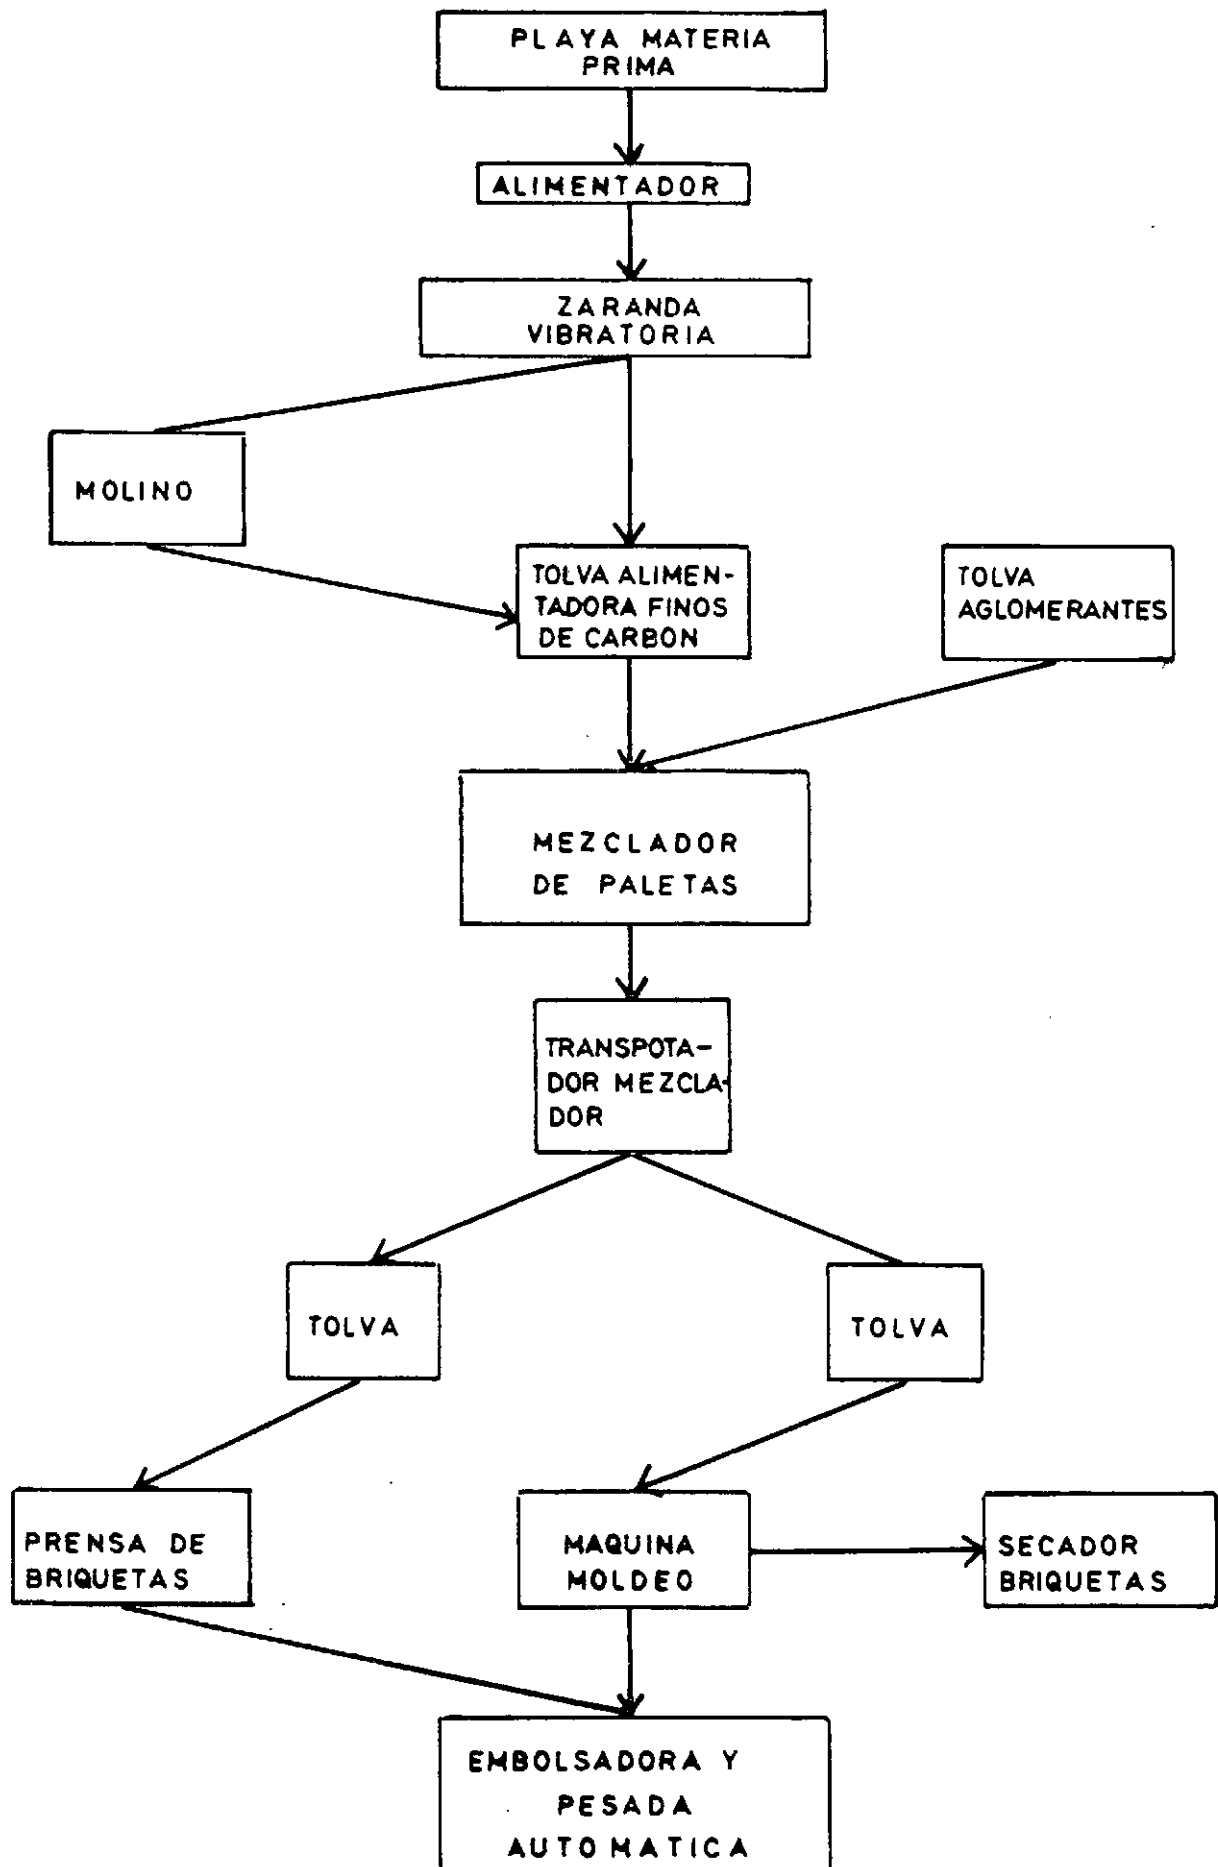 PLAYA MATERIA
PRIMA
ALIMENTADOR
ZARANDA
VIBRATORIA
MOLINO
TOLVA ALIMEN-
TADORA FINOS
DE CARBON
TOLVA
AGLOMERANTES
MEZCLADOR
DE PALETAS
TRANSPOTA-
DOR MEZCLA-
DOR
TOLVA
TOLVA
PRENSA DE
BRIQUETAS
MAQUINA
MOLDEO
SECADOR
BRIQUETAS
EMBOLSADORA Y
PESADA
AUTOMATICA